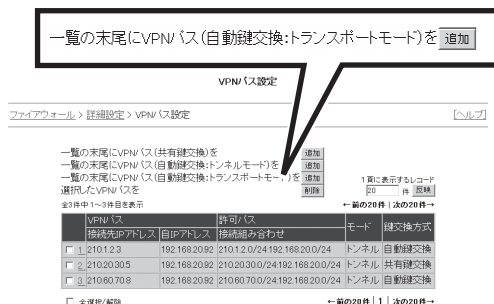 一覧の末尾にVPNパス(自動鍵交換:トランスポートモード)を 追加
VPNパス設定
ファイアウォール > 詳細設定 > VPNパス設定 [ヘルプ]
一覧の末尾にVPNパス(共有鍵交換)を 追加
一覧の末尾にVPNパス(自動鍵交換:トンネルモード)を 追加
一覧の末尾にVPNパス(自動鍵交換:トランスポートモード)を 追加
選択したVPNパスを 削除
1頁に表示するレコード
20 件 反映
全3件中 1~3件目を表示 ←前の20件 | 次の20件→
VPNパス 許可パス モード 鍵交換方式
接続先IPアドレス 自IPアドレス 接続組み合わせ
1 210.1.2.3 192.168.20.92 210.1.2.0/24:192.168.20.0/24 トンネル 自動鍵交換
2 210.20.30.5 192.168.20.92 210.20.30.0/24:192.168.20.0/24 トンネル 共有鍵交換
3 210.60.70.8 192.168.20.92 210.60.70.0/24:192.168.20.0/24 トンネル 自動鍵交換
全選択/解除 ←前の20件 | 1 | 次の20件→